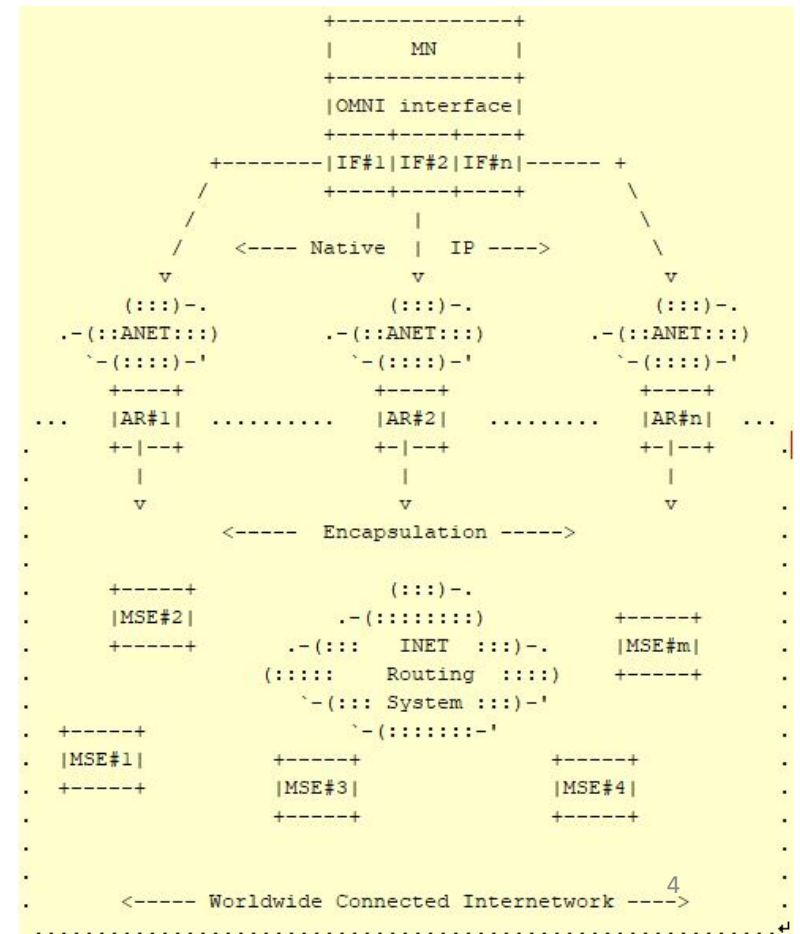 +--------------+
|      MN      |
+--------------+
|OMNI interface|
+----+----+----+
+--------|IF#1|IF#2|IF#n|------ +
/          +----+----+----+          \
/                 |                 \
/    <---- Native  |  IP ---->       \
v                  v                  v
(:::)-.            (:::)-.            (:::)-.
.-(::ANET:::)      .-(::ANET:::)      .-(::ANET:::)
`-(::::)-'         `-(::::)-'         `-(::::)-'
+----+             +----+             +----+
...   |AR#1|  ..........   |AR#2|   .........   |AR#n|  ...
.      +-|--+             +-|--+             +-|--+     .
.        |                  |                  |
.        v                  v                  v        .
.              <-----  Encapsulation ----->             .
.                                                       .
.      +-----+               (:::)-.                    .
.      |MSE#2|           .-(::::::::)        +-----+    .
.      +-----+       .-(:::   INET  :::)-.   |MSE#m|    .
.                  (:::::    Routing  ::::)  +-----+    .
.                    `-(::: System :::)-'               .
.  +-----+               `-(:::::::-'                   .
.  |MSE#1|          +-----+               +-----+       .
.  +-----+          |MSE#3|               |MSE#4|       .
.                   +-----+               +-----+       .
.                                                       .
.                                            4          .
.      <----- Worldwide Connected Internetwork ---->    .
...........................................................↵